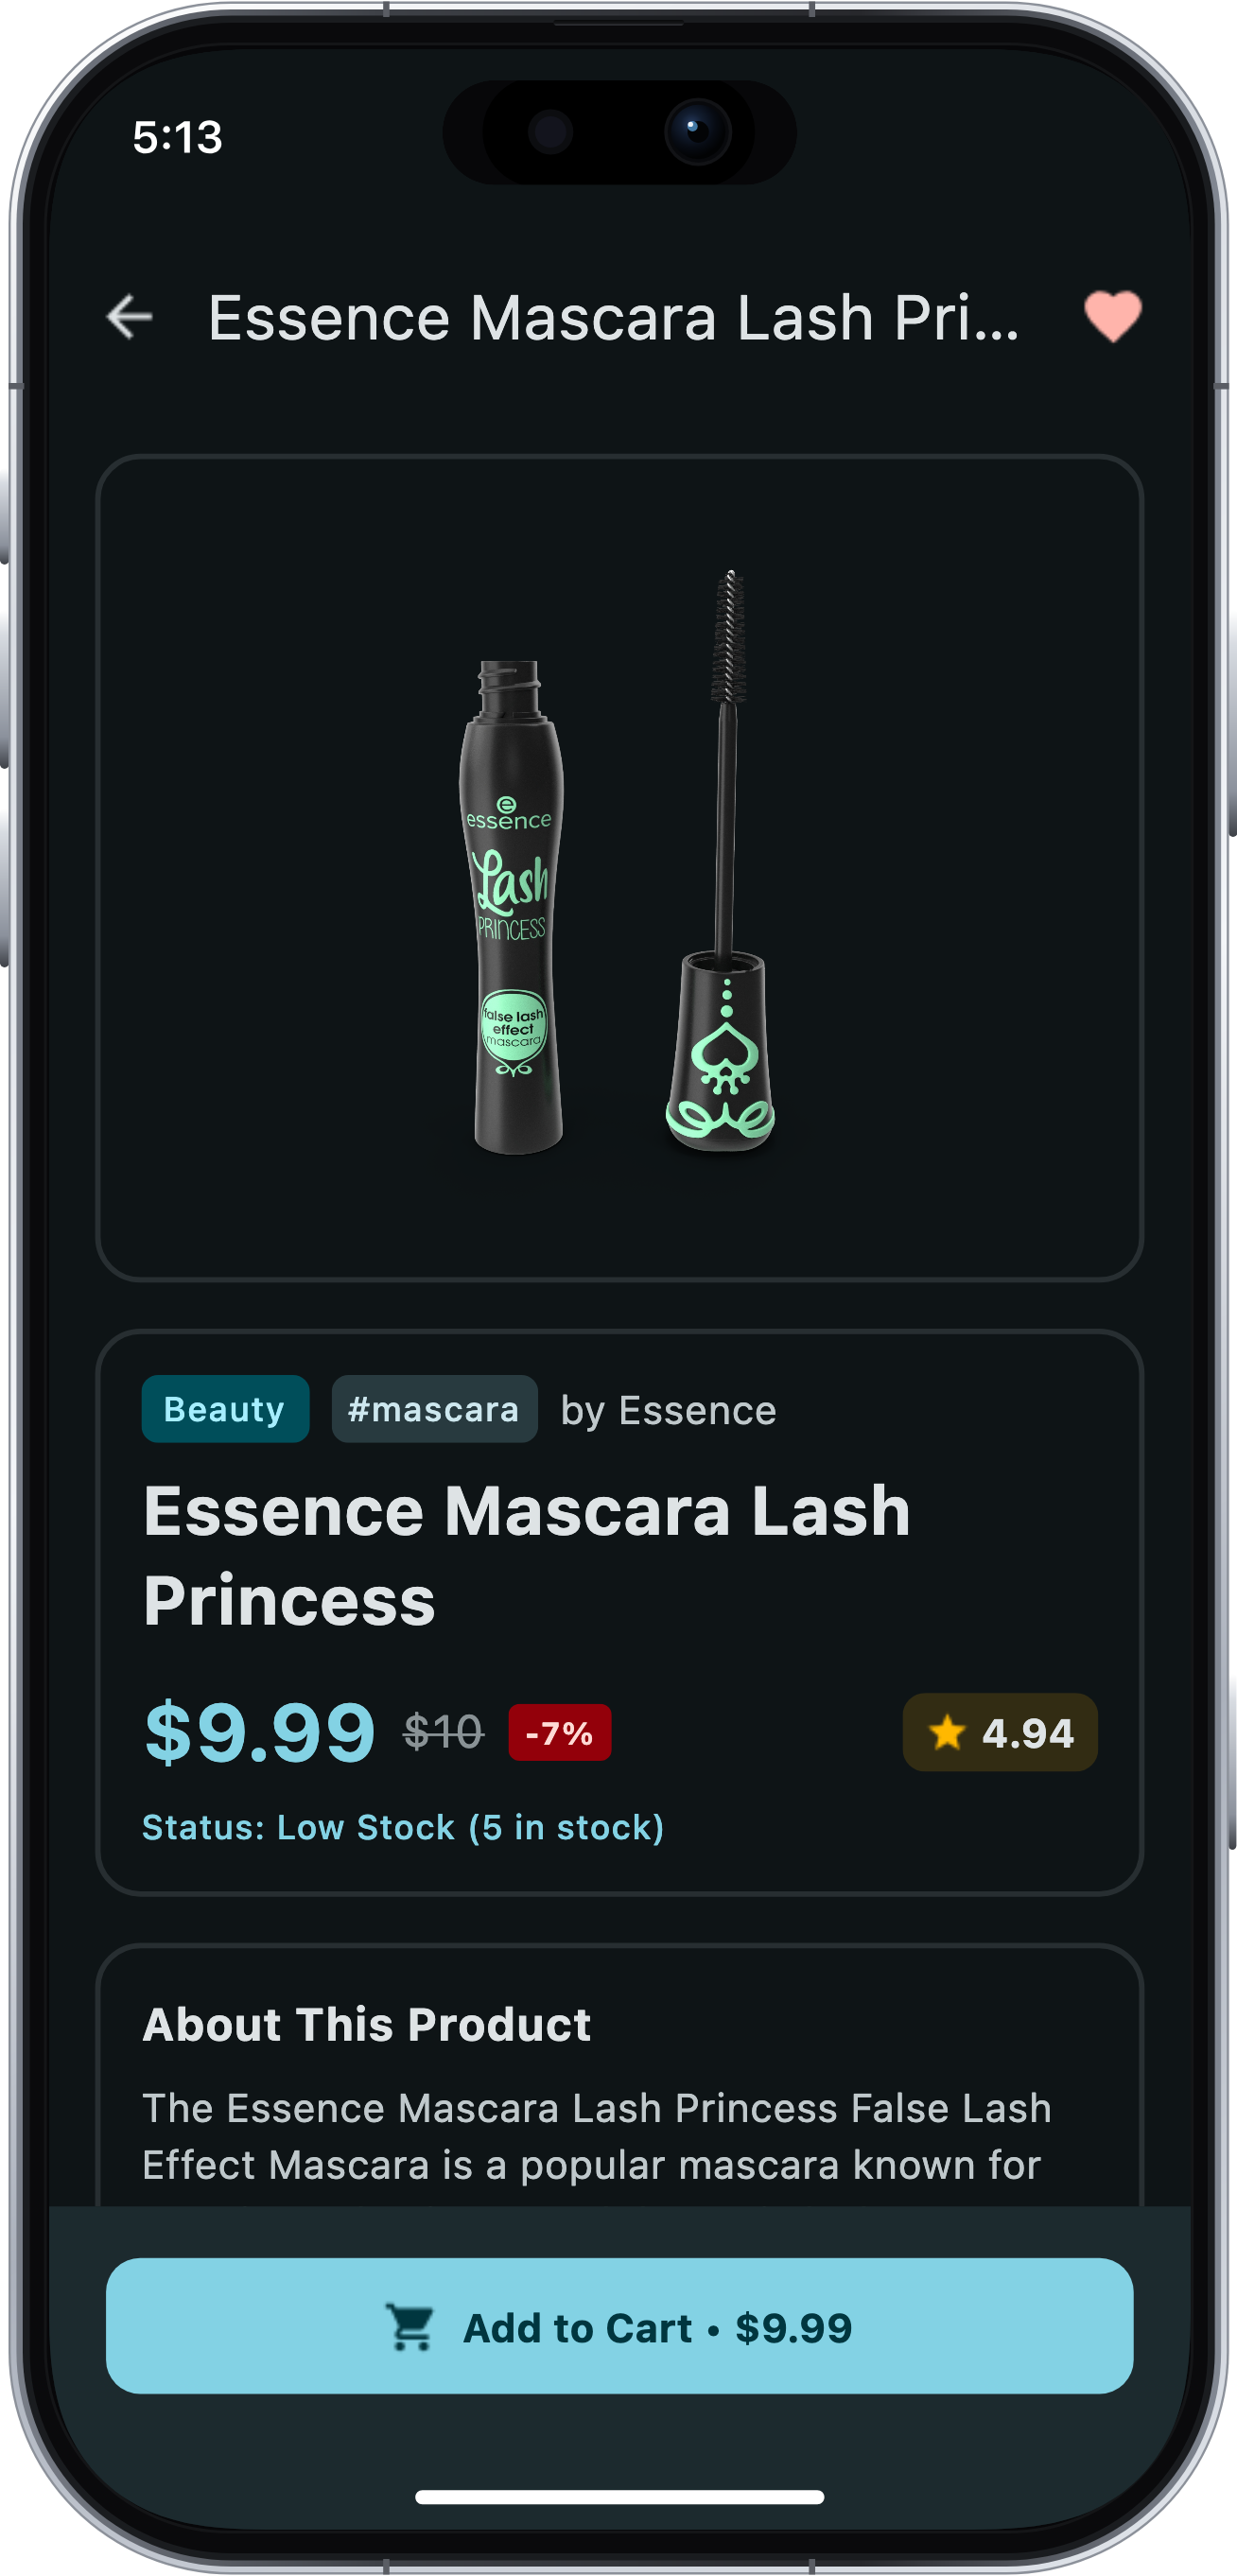 5:13
Essence Mascara Lash Pri...
essence
Lash
PRINCESS
false lash
effect
mascara
Beauty #mascara by Essence
Essence Mascara Lash
Princess
$9.99 $10 -7% 4.94
Status: Low Stock (5 in stock)
About This Product
The Essence Mascara Lash Princess False Lash
Effect Mascara is a popular mascara known for
Add to Cart • $9.99